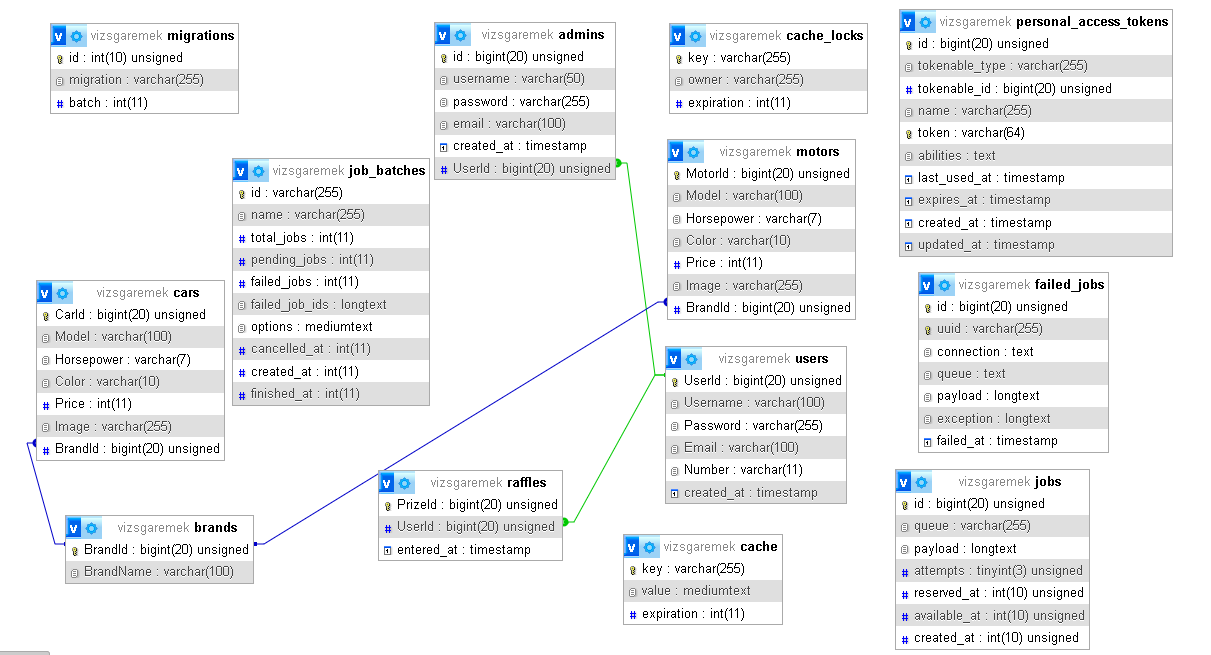 vizsgaremek migrations
id : int(10) unsigned
migration : varchar(255)
batch : int(11)
vizsgaremek admins
id : bigint(20) unsigned
username : varchar(50)
password : varchar(255)
email : varchar(100)
created_at : timestamp
UserId : bigint(20) unsigned
vizsgaremek cache_locks
key : varchar(255)
owner : varchar(255)
expiration : int(11)
vizsgaremek personal_access_tokens
id : bigint(20) unsigned
tokenable_type : varchar(255)
tokenable_id : bigint(20) unsigned
name : varchar(255)
token : varchar(64)
abilities : text
last_used_at : timestamp
expires_at : timestamp
created_at : timestamp
updated_at : timestamp
vizsgaremek job_batches
id : varchar(255)
name : varchar(255)
total_jobs : int(11)
pending_jobs : int(11)
failed_jobs : int(11)
failed_job_ids : longtext
options : mediumtext
cancelled_at : int(11)
created_at : int(11)
finished_at : int(11)
vizsgaremek motors
MotorId : bigint(20) unsigned
Model : varchar(100)
Horsepower : varchar(7)
Color : varchar(10)
Price : int(11)
Image : varchar(255)
BrandId : bigint(20) unsigned
vizsgaremek cars
CarId : bigint(20) unsigned
Model : varchar(100)
Horsepower : varchar(7)
Color : varchar(10)
Price : int(11)
Image : varchar(255)
BrandId : bigint(20) unsigned
vizsgaremek failed_jobs
id : bigint(20) unsigned
uuid : varchar(255)
connection : text
queue : text
payload : longtext
exception : longtext
failed_at : timestamp
vizsgaremek users
UserId : bigint(20) unsigned
Username : varchar(100)
Password : varchar(255)
Email : varchar(100)
Number : varchar(11)
created_at : timestamp
vizsgaremek raffles
PrizeId : bigint(20) unsigned
UserId : bigint(20) unsigned
entered_at : timestamp
vizsgaremek brands
BrandId : bigint(20) unsigned
BrandName : varchar(100)
vizsgaremek cache
key : varchar(255)
value : mediumtext
expiration : int(11)
vizsgaremek jobs
id : bigint(20) unsigned
queue : varchar(255)
payload : longtext
attempts : tinyint(3) unsigned
reserved_at : int(10) unsigned
available_at : int(10) unsigned
created_at : int(10) unsigned